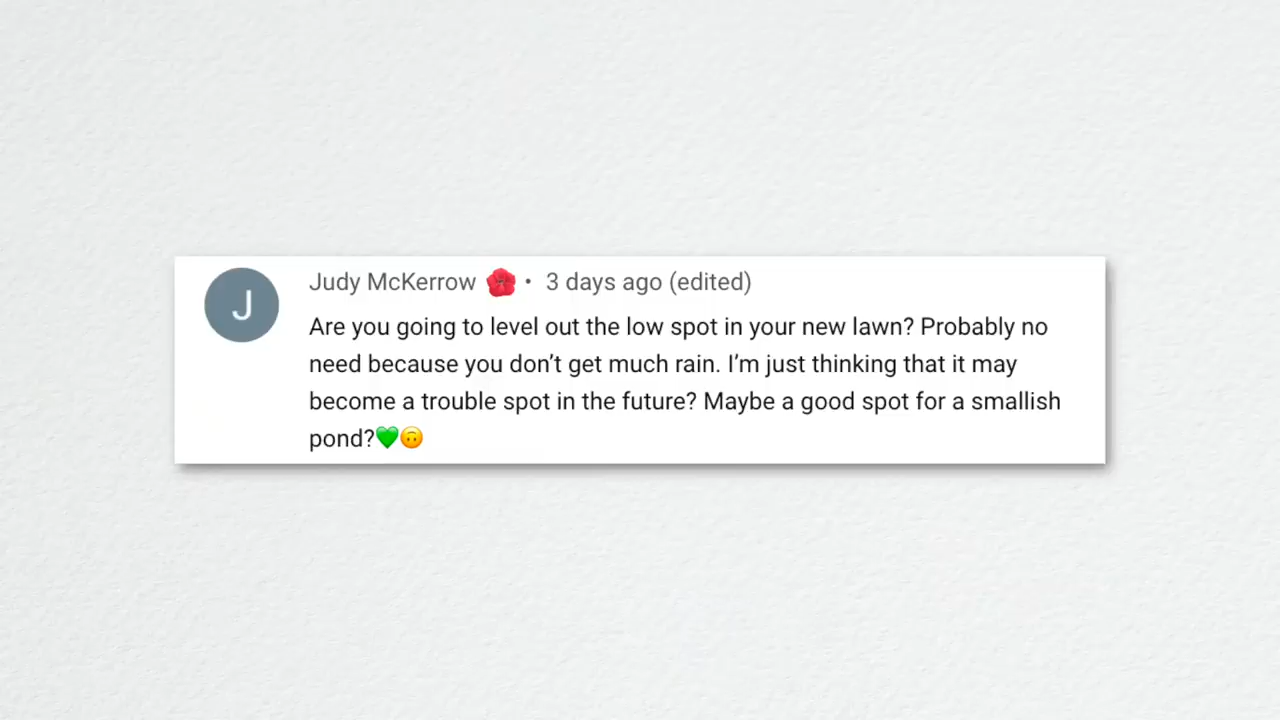 J
Judy McKerrow 🌺 • 3 days ago (edited)
Are you going to level out the low spot in your new lawn? Probably no
need because you don’t get much rain. I’m just thinking that it may
become a trouble spot in the future? Maybe a good spot for a smallish
pond?💚🙃